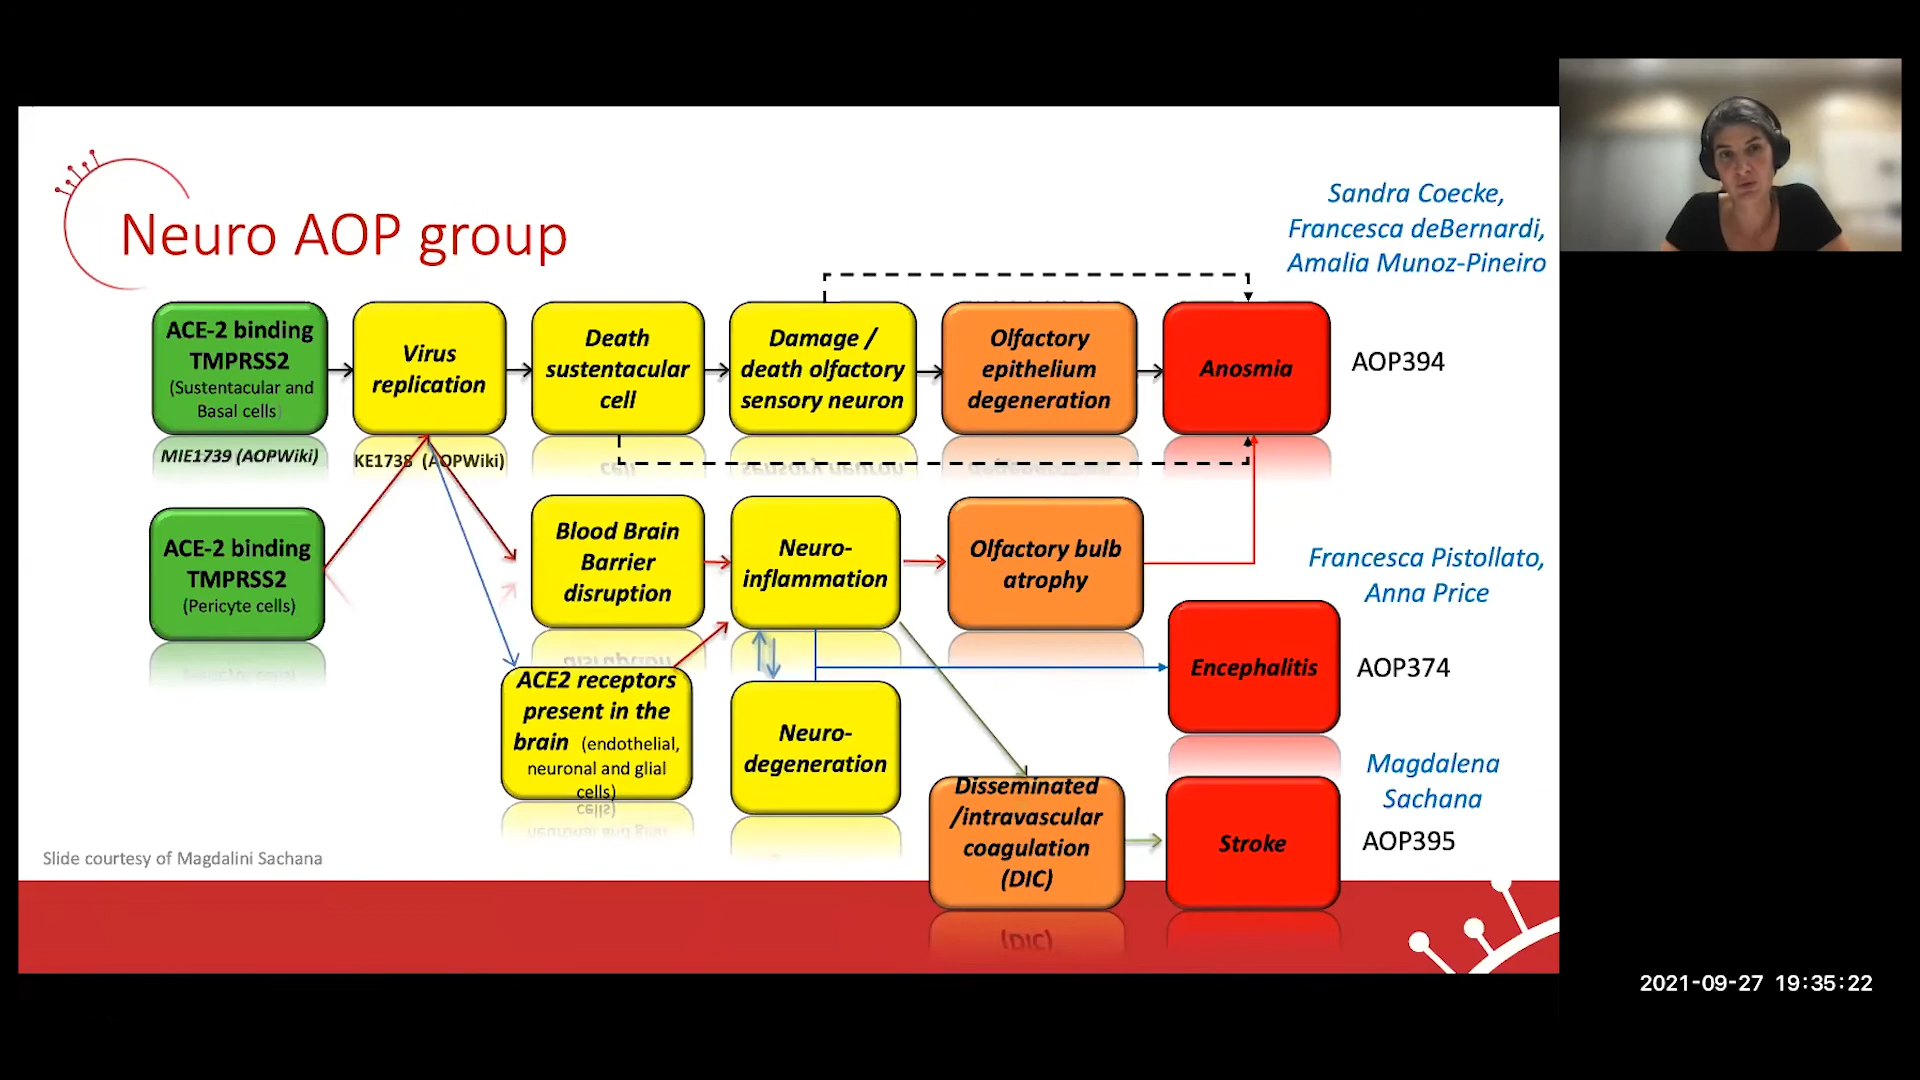 Neuro AOP group
Sandra Coecke,
Francesca deBernardi,
Amalia Munoz-Pineiro
ACE-2 binding
TMPRSS2
(Sustentacular and
Basal cells)
MIE1739 (AOPWiki)
Virus
replication
KE1738 (AOPWiki)
Death
sustentacular
cell
Damage /
death olfactory
sensory neuron
Olfactory
epithelium
degeneration
Anosmia
AOP394
ACE-2 binding
TMPRSS2
(Pericyte cells)
Blood Brain
Barrier
disruption
Neuro-
inflammation
Olfactory bulb
atrophy
Francesca Pistollato,
Anna Price
Encephalitis
AOP374
ACE2 receptors
present in the
brain (endothelial,
neuronal and glial
cells)
Neuro-
degeneration
Disseminated
/intravascular
coagulation
(DIC)
Stroke
Magdalena
Sachana
AOP395
Slide courtesy of Magdalini Sachana
2021-09-27 19:35:22